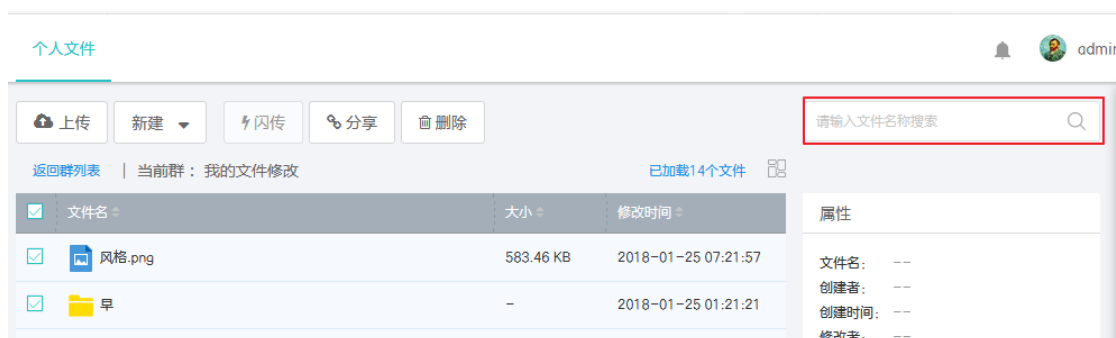 个人文件
admin
上传 新建 闪传 分享 删除
请输入文件名称搜索
返回群列表 | 当前群： 我的文件修改 已加载14个文件
文件名 大小 修改时间
属性
风格.png 583.46 KB 2018-01-25 07:21:57
文件名： --
创建者： --
早 - 2018-01-25 01:21:21
创建时间： --
修改者： --